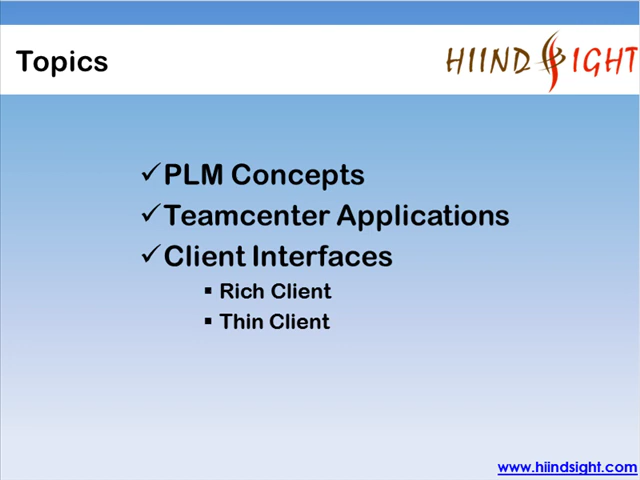 Topics
HIINDSIGHT
PLM Concepts
Teamcenter Applications
Client Interfaces
Rich Client
Thin Client
www.hiindsight.com